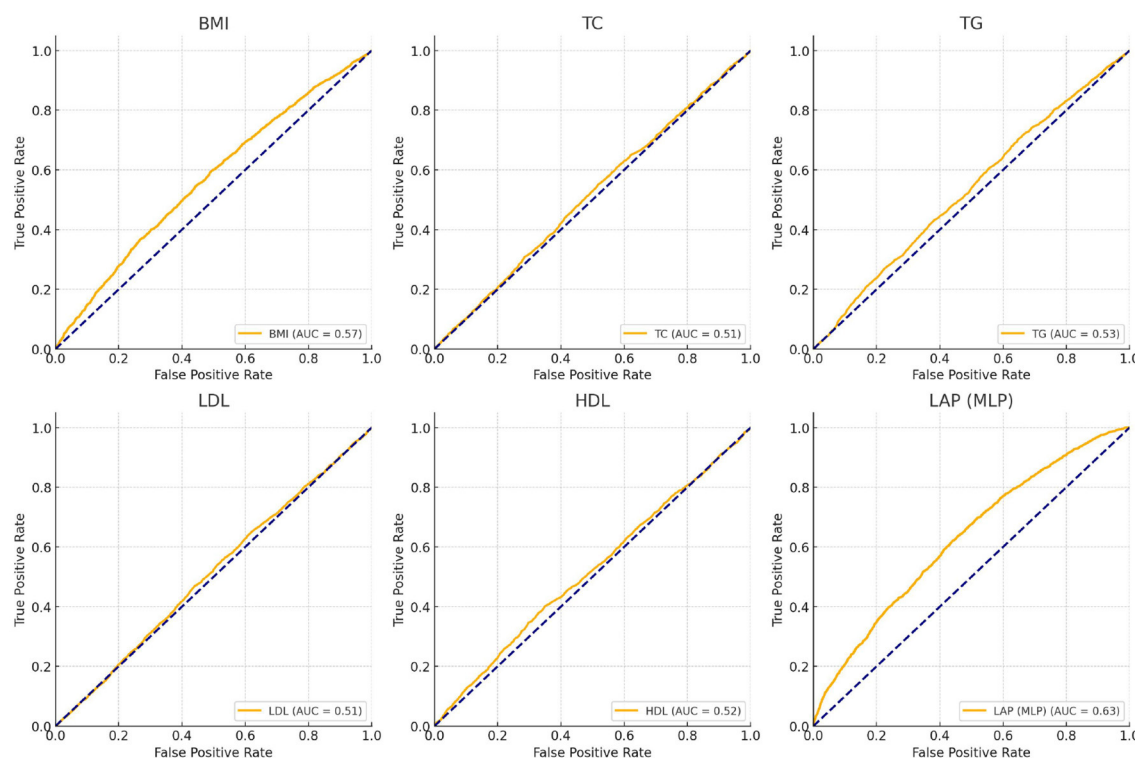 BMI
1.0
0.8
0.6
0.4
0.2
0.0
True Positive Rate
BMI (AUC = 0.57)
0.0 0.2 0.4 0.6 0.8 1.0
False Positive Rate
TC
1.0
0.8
0.6
0.4
0.2
0.0
True Positive Rate
TC (AUC = 0.51)
0.0 0.2 0.4 0.6 0.8 1.0
False Positive Rate
TG
1.0
0.8
0.6
0.4
0.2
0.0
True Positive Rate
TG (AUC = 0.53)
0.0 0.2 0.4 0.6 0.8 1.0
False Positive Rate
LDL
1.0
0.8
0.6
0.4
0.2
0.0
True Positive Rate
LDL (AUC = 0.51)
0.0 0.2 0.4 0.6 0.8 1.0
False Positive Rate
HDL
1.0
0.8
0.6
0.4
0.2
0.0
True Positive Rate
HDL (AUC = 0.52)
0.0 0.2 0.4 0.6 0.8 1.0
False Positive Rate
LAP (MLP)
1.0
0.8
0.6
0.4
0.2
0.0
True Positive Rate
LAP (MLP) (AUC = 0.63)
0.0 0.2 0.4 0.6 0.8 1.0
False Positive Rate